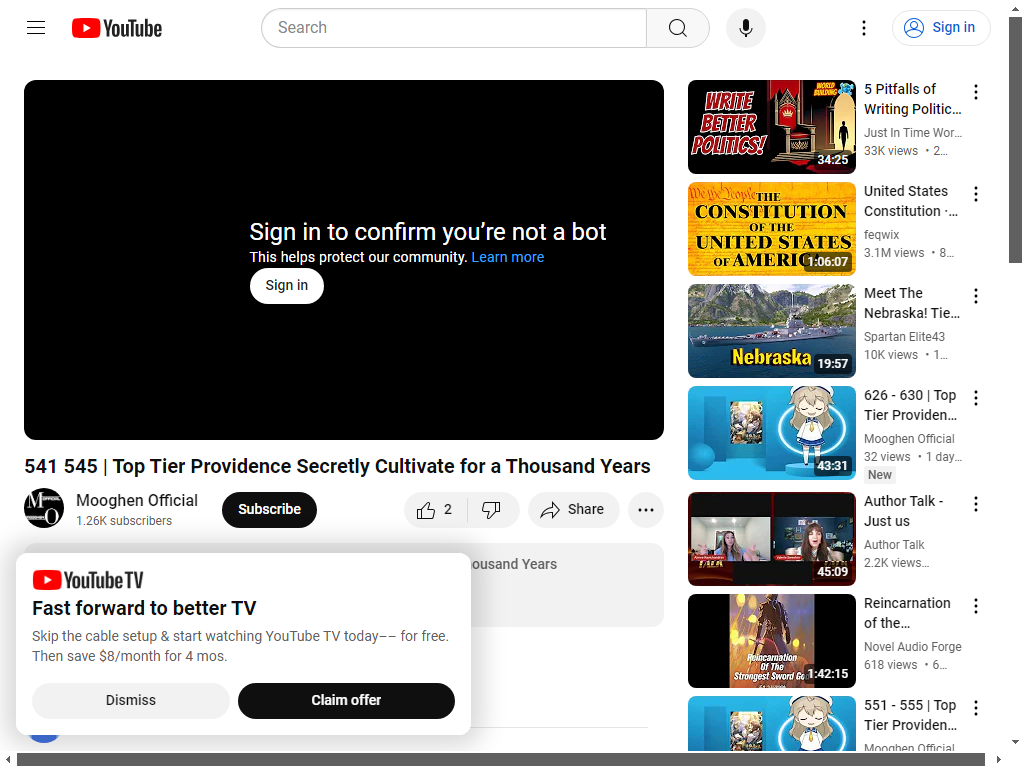 YouTube
Search
Sign in
Sign in to confirm you're not a bot
This helps protect our community. Learn more
Sign in
541 545 | Top Tier Providence Secretly Cultivate for a Thousand Years
Mooghen Official
1.26K subscribers
Subscribe
2
Share
ousand Years
YouTube TV
Fast forward to better TV
Skip the cable setup & start watching YouTube TV today–– for free.
Then save $8/month for 4 mos.
Dismiss
Claim offer
WRITE
BETTER
POLITICS!
WORLD
BUILDING
34:25
5 Pitfalls of
Writing Politic...
Just In Time Wor...
33K views • 2...
We the People
THE
CONSTITUTION
OF THE
UNITED STATES
OF AMERICA
1:06:07
United States
Constitution ·...
feqwix
3.1M views • 8...
Nebraska
19:57
Meet The
Nebraska! Tie...
Spartan Elite43
10K views • 1...
43:31
626 - 630 | Top
Tier Providen...
Mooghen Official
32 views • 1 day...
New
45:09
Author Talk -
Just us
Author Talk
2.2K views...
Reincarnation
Of The
Strongest Sword God
1:42:15
Reincarnation
of the...
Novel Audio Forge
618 views • 6...
551 - 555 | Top
Tier Providen...
Mooghen Official